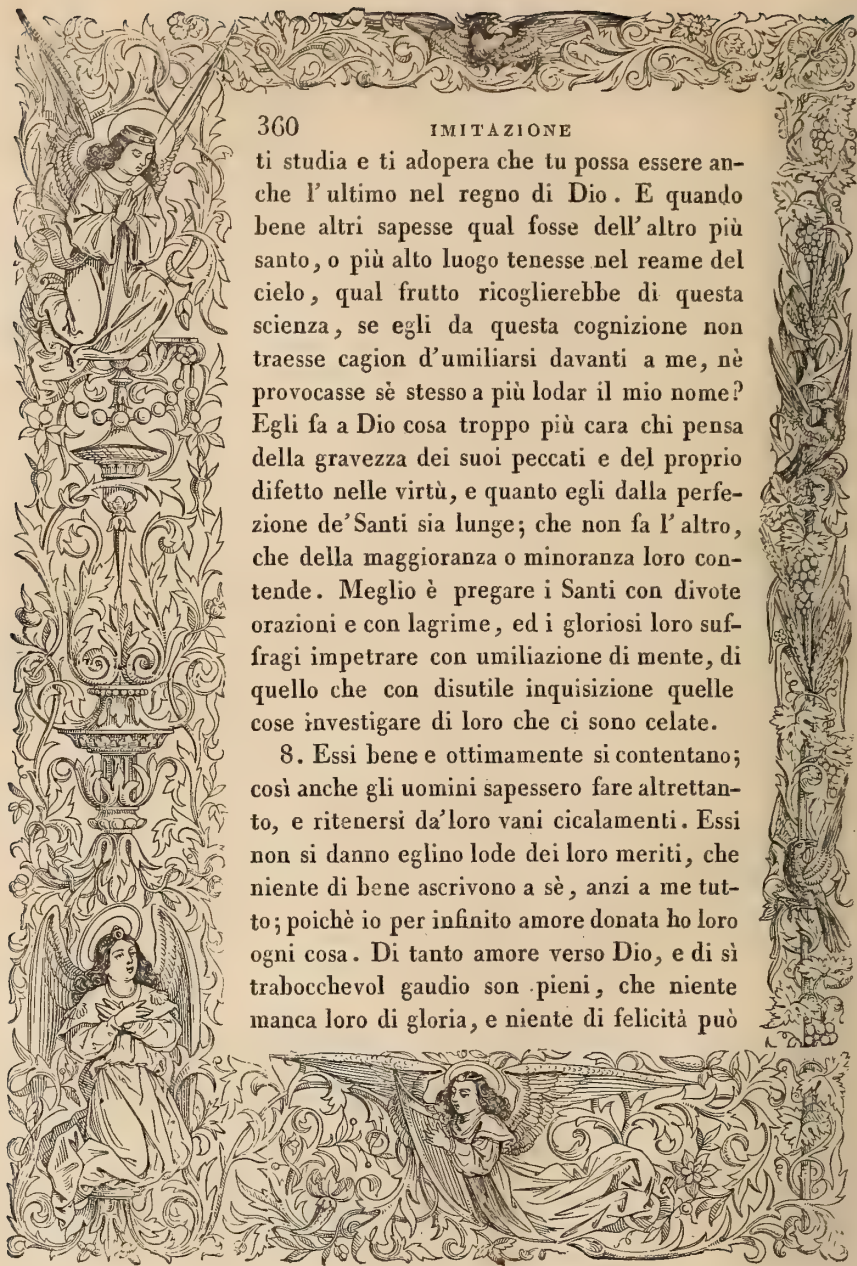 360 IMITAZIONE
ti studia e ti adopera che tu possa essere an-
che l'ultimo nel regno di Dio. E quando
bene altri sapesse qual fosse dell'altro più
santo, o più alto luogo tenesse nel reame del
cielo, qual frutto ricoglierebbe di questa
scienza, se egli da questa cognizione non
traesse cagion d'umiliarsi davanti a me, nè
provocasse sè stesso a più lodar il mio nome?
Egli fa a Dio cosa troppo più cara chi pensa
della gravezza dei suoi peccati e del proprio
difetto nelle virtù, e quanto egli dalla perfe-
zione de' Santi sia lunge; che non fa l'altro,
che della maggioranza o minoranza loro con-
tende. Meglio è pregare i Santi con divote
orazioni e con lagrime, ed i gloriosi loro suf-
fragi impetrare con umiliazione di mente, di
quello che con disutile inquisizione quelle
cose investigare di loro che ci sono celate.
8. Essi bene e ottimamente si contentano;
così anche gli uomini sapessero fare altrettan-
to, e ritenersi da' loro vani cicalamenti. Essi
non si danno eglino lode dei loro meriti, che
niente di bene ascrivono a sè, anzi a me tut-
to; poichè io per infinito amore donata ho loro
ogni cosa. Di tanto amore verso Dio, e di sì
trabocchevol gaudio son pieni, che niente
manca loro di gloria, e niente di felicità può